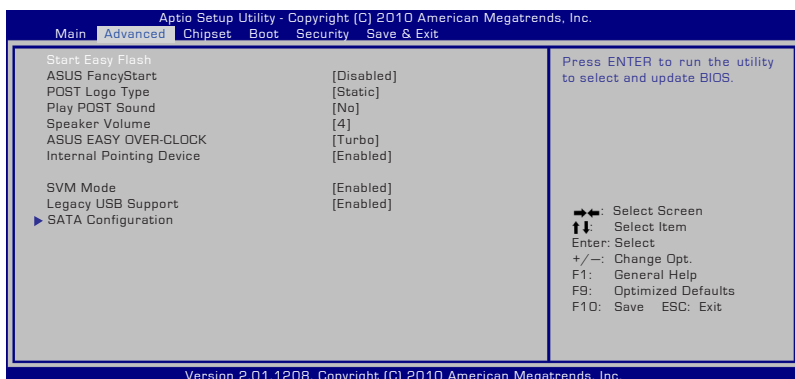 Aptio Setup Utility - Copyright (C) 2010 American Megatrends, Inc.
Main Advanced Chipset Boot Security Save & Exit
Start Easy Flash
ASUS FancyStart [Disabled]
POST Logo Type [Static]
Play POST Sound [No]
Speaker Volume [4]
ASUS EASY OVER-CLOCK [Turbo]
Internal Pointing Device [Enabled]
SVM Mode [Enabled]
Legacy USB Support [Enabled]
SATA Configuration
Press ENTER to run the utility
to select and update BIOS.
→←: Select Screen
↑↓: Select Item
Enter: Select
+/—: Change Opt.
F1: General Help
F9: Optimized Defaults
F10: Save ESC: Exit
Version 2.01.1208. Copyright (C) 2010 American Megatrends, Inc.